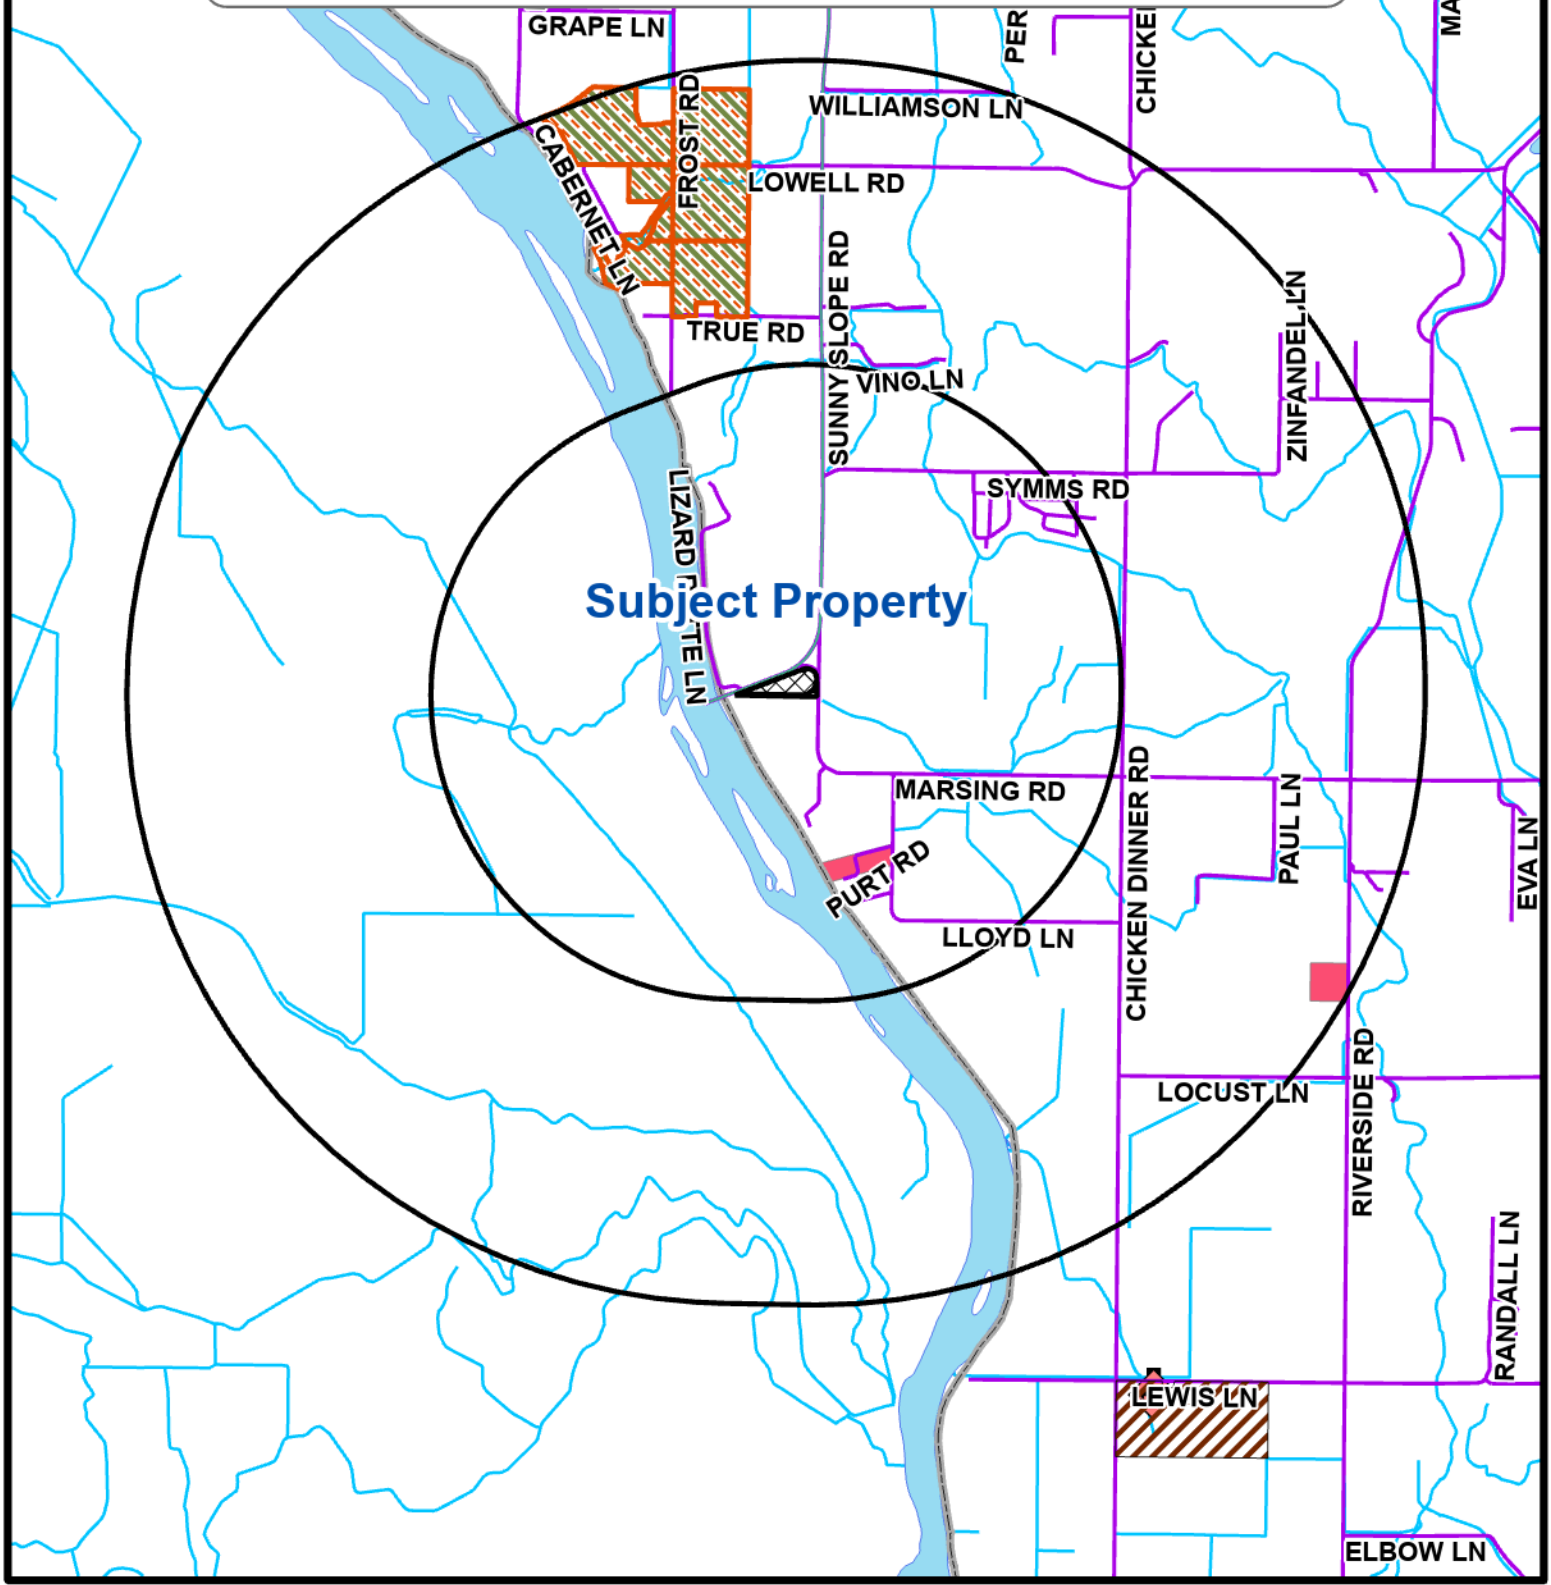 GRAPE LN
PER
CHICKE
MA
WILLIAMSON LN
FROST RD
CABERNET LN
LOWELL RD
SUNNY SLOPE RD
TRUE RD
VINO LN
ZINFANDEL LN
SYMMS RD
LIZARD
TE LN
Subject Property
MARSING RD
CHICKEN DINNER RD
PAUL LN
EVA LN
PURT RD
LLOYD LN
LOCUST LN
RIVERSIDE RD
RANDALL LN
LEWIS LN
ELBOW LN